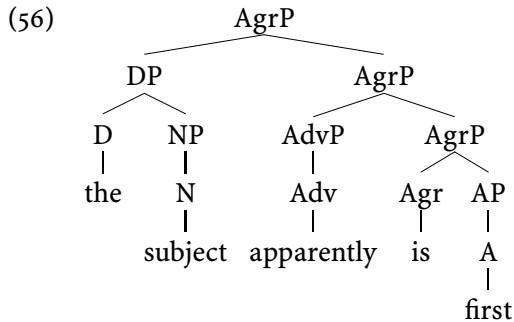 (56) AgrP
DP AgrP
D NP AdvP AgrP
the N Adv Agr AP
subject apparently is A
first